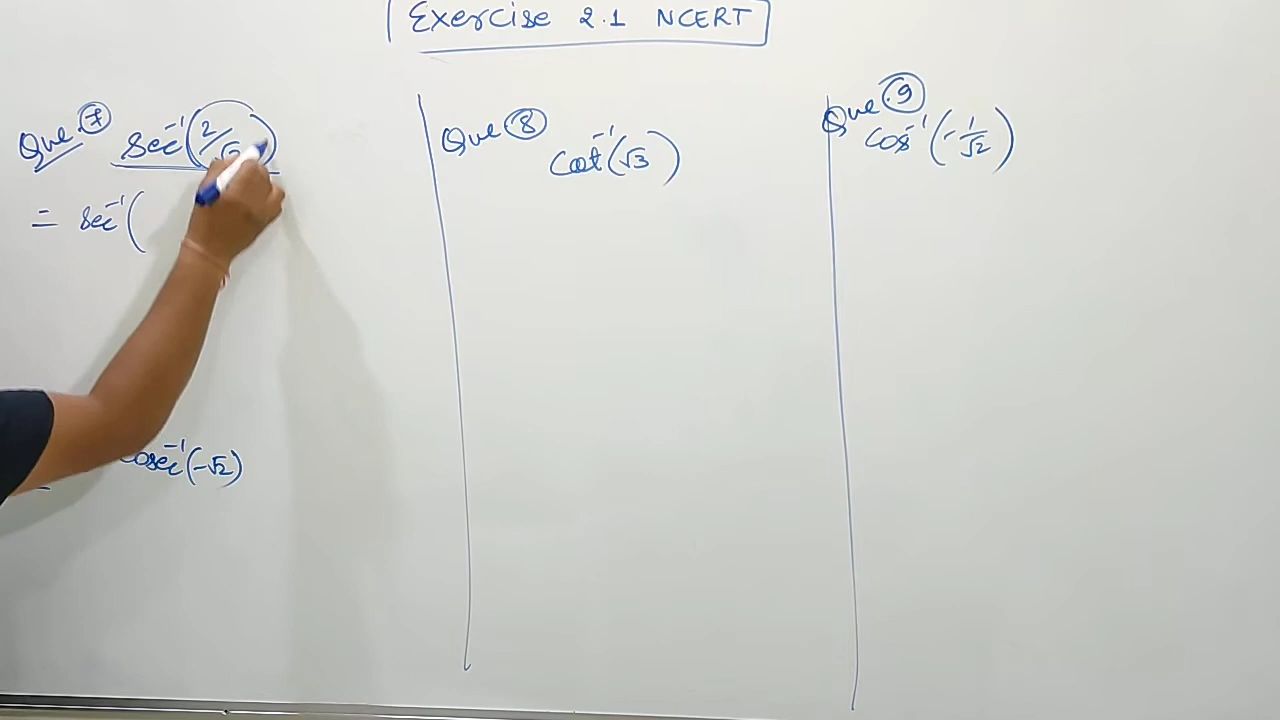 Exercise 2.1 NCERT
Que. 7 Sec⁻¹(2/√3)
= Sec⁻¹(
cosec⁻¹(-√2)
Que 8
Cot⁻¹(√3)
Que 9
Cos⁻¹(-1/√2)